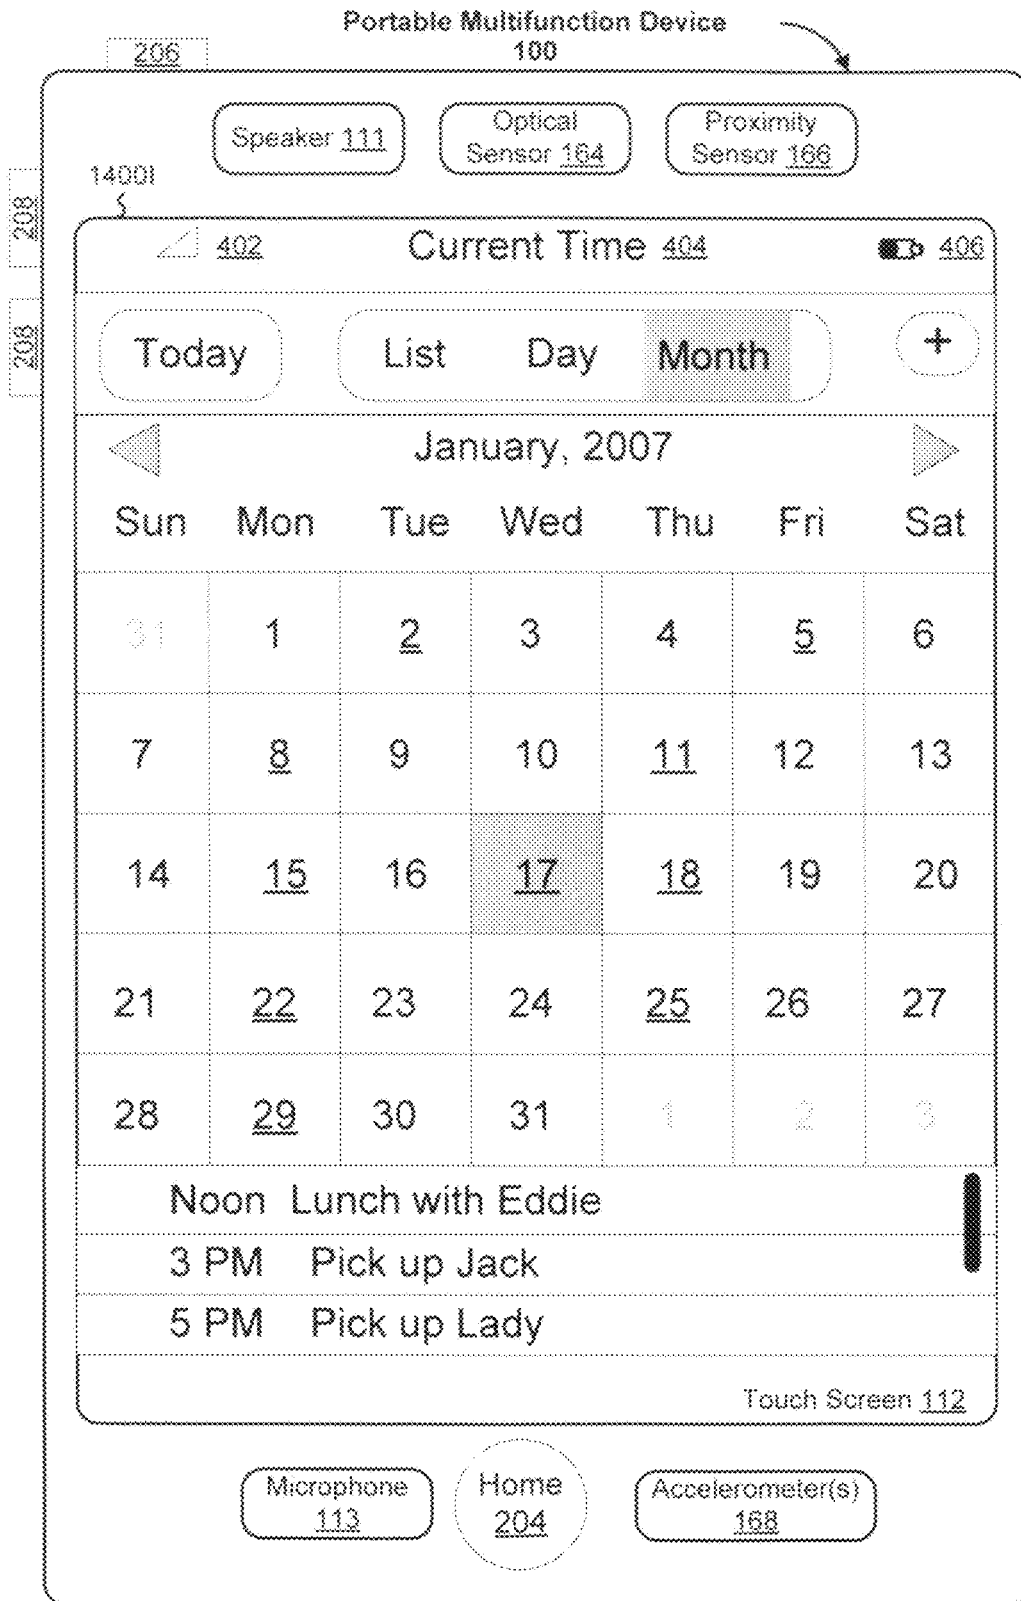 Portable Multifunction Device
100
206
Speaker 111
Optical
Sensor 164
Proximity
Sensor 166
1400I
208
208
402 Current Time 404 406
Today List Day Month +
January, 2007
Sun Mon Tue Wed Thu Fri Sat
31 1 2 3 4 5 6
7 8 9 10 11 12 13
14 15 16 17 18 19 20
21 22 23 24 25 26 27
28 29 30 31 1 2 3
Noon Lunch with Eddie
3 PM Pick up Jack
5 PM Pick up Lady
Touch Screen 112
Microphone
113
Home
204
Accelerometer(s)
168